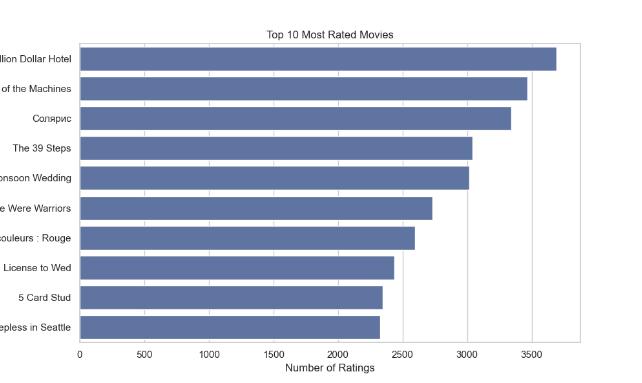 Top 10 Most Rated Movies
llion Dollar Hotel
of the Machines
Солярис
The 39 Steps
onsoon Wedding
e Were Warriors
couleurs : Rouge
License to Wed
5 Card Stud
epless in Seattle
0 500 1000 1500 2000 2500 3000 3500
Number of Ratings